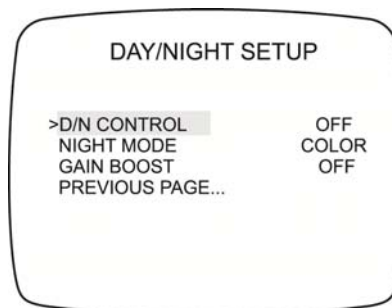 DAY/NIGHT SETUP
>D/N CONTROL OFF
NIGHT MODE COLOR
GAIN BOOST OFF
PREVIOUS PAGE...